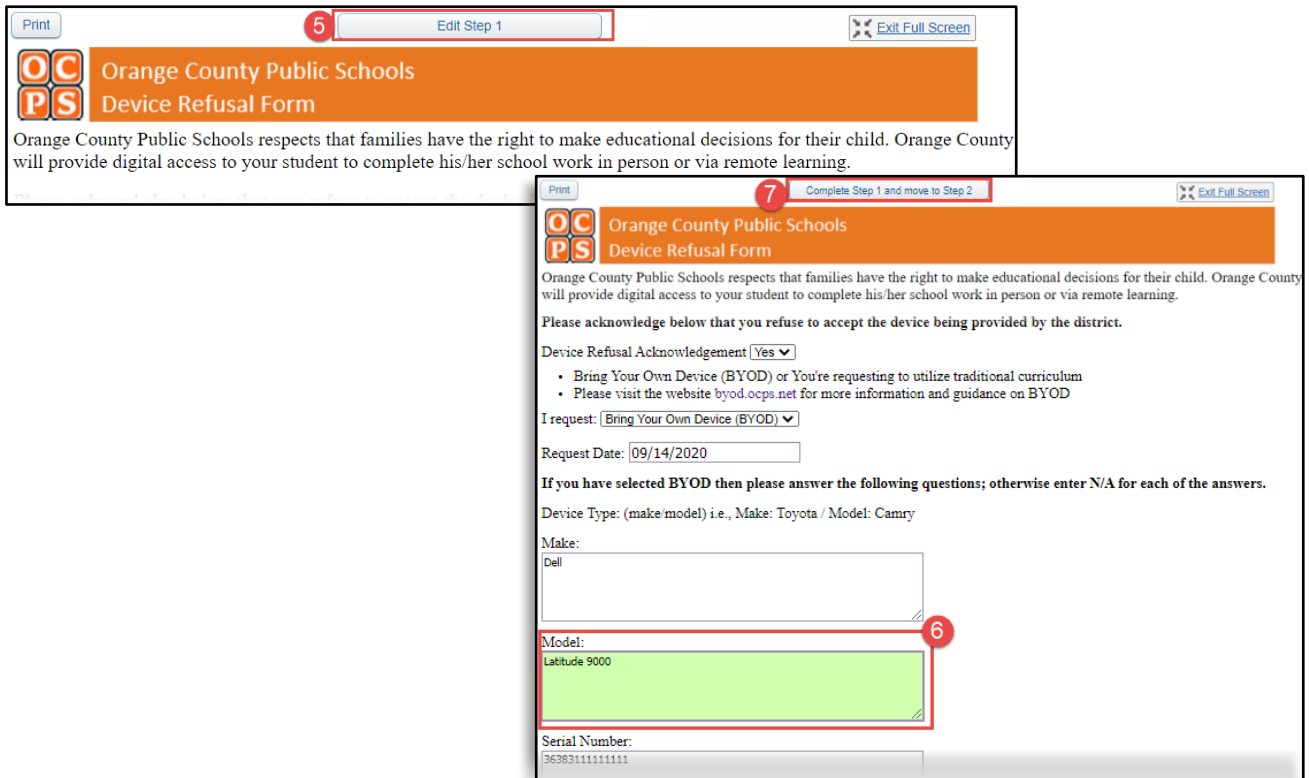 Print
5
Edit Step 1
Exit Full Screen
OC
PS
Orange County Public Schools
Device Refusal Form
Orange County Public Schools respects that families have the right to make educational decisions for their child. Orange County
will provide digital access to your student to complete his/her school work in person or via remote learning.
Print
7
Complete Step 1 and move to Step 2
Exit Full Screen
OC
PS
Orange County Public Schools
Device Refusal Form
Orange County Public Schools respects that families have the right to make educational decisions for their child. Orange County
will provide digital access to your student to complete his/her school work in person or via remote learning.
Please acknowledge below that you refuse to accept the device being provided by the district.
Device Refusal Acknowledgement Yes
• Bring Your Own Device (BYOD) or You're requesting to utilize traditional curriculum
• Please visit the website byod.ocps.net for more information and guidance on BYOD
I request: Bring Your Own Device (BYOD)
Request Date: 09/14/2020
If you have selected BYOD then please answer the following questions; otherwise enter N/A for each of the answers.
Device Type: (make/model) i.e., Make: Toyota / Model: Camry
Make:
Dell
6
Model:
Latitude 9000
Serial Number:
36383111111111